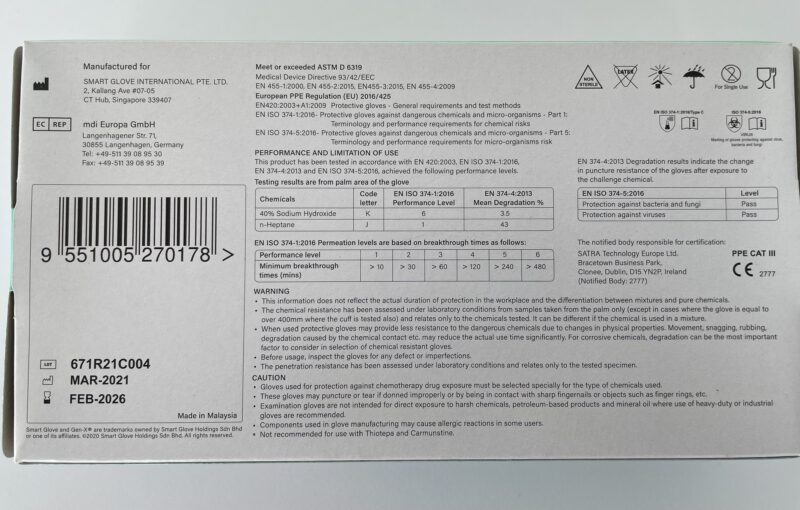 Manufactured for
SMART GLOVE INTERNATIONAL PTE. LTD.
2, Kallang Ave #07-05
CT Hub, Singapore 339407
EC REP
mdi Europa GmbH
Langenhagener Str. 71,
30855 Langenhagen, Germany
Tel: +49-511 39 08 95 30
Fax: +49-511 39 08 95 39
9 551005 270178 >
LOT 671R21C004
MAR-2021
FEB-2026
Made in Malaysia
Smart Glove and Gen-X® are trademarks owned by Smart Glove Holdings Sdn Bhd
or one of its affiliates. ©2020 Smart Glove Holdings Sdn Bhd. All rights reserved.
Meet or exceeded ASTM D 6319
Medical Device Directive 93/42/EEC
EN 455-1:2000, EN 455-2:2015, EN455-3:2015, EN 455-4:2009
European PPE Regulation (EU) 2016/425
EN420:2003+A1:2009 Protective gloves - General requirements and test methods
EN ISO 374-1:2016- Protective gloves against dangerous chemicals and micro-organisms - Part 1:
Terminology and performance requirements for chemical risks
EN ISO 374-5:2016- Protective gloves against dangerous chemicals and micro-organisms - Part 5:
Terminology and performance requirements for micro-organisms risk
PERFORMANCE AND LIMITATION OF USE
This product has been tested in accordance with EN 420:2003, EN ISO 374-1:2016,
EN 374-4:2013 and EN ISO 374-5:2016, achieved the following performance levels.
Testing results are from palm area of the glove
Chemicals Code letter EN ISO 374-1:2016 Performance Level EN 374-4:2013 Mean Degradation %
40% Sodium Hydroxide K 6 3.5
n-Heptane J 1 43
EN ISO 374-1:2016 Permeation levels are based on breakthrough times as follows:
Performance level 1 2 3 4 5 6
Minimum breakthrough times (mins) > 10 > 30 > 60 > 120 > 240 > 480
NON STERILE
LATEX
For Single Use
EN ISO 374-1:2016/Type C
EN ISO 374-5:2016
VIRUS
EN 374-4:2013 Degradation results indicate the change
in puncture resistance of the gloves after exposure to
the challenge chemical.
EN ISO 374-5:2016 Level
Protection against bacteria and fungi Pass
Protection against viruses Pass
The notified body responsible for certification:
SATRA Technology Europe Ltd.
Bracetown Business Park,
Clonee, Dublin, D15 YN2P, Ireland
(Notified Body: 2777)
PPE CAT III
CE 2777
WARNING
• This information does not reflect the actual duration of protection in the workplace and the differentiation between mixtures and pure chemicals.
• The chemical resistance has been assessed under laboratory conditions from samples taken from the palm only (except in cases where the glove is equal to
over 400mm where the cuff is tested also) and relates only to the chemicals tested. It can be different if the chemical is used in a mixture.
• When used protective gloves may provide less resistance to the dangerous chemicals due to changes in physical properties. Movement, snagging, rubbing,
degradation caused by the chemical contact etc. may reduce the actual use time significantly. For corrosive chemicals, degradation can be the most important
factor to consider in selection of chemical resistant gloves.
• Before usage, inspect the gloves for any defect or imperfections.
• The penetration resistance has been assessed under laboratory conditions and relates only to the tested specimen.
CAUTION
• Gloves used for protection against chemotherapy drug exposure must be selected specially for the type of chemicals used.
• These gloves may puncture or tear if donned improperly or by being in contact with sharp fingernails or objects such as finger rings, etc.
• Examination gloves are not intended for direct exposure to harsh chemicals, petroleum-based products and mineral oil where use of heavy-duty or industrial
gloves are recommended.
• Components used in glove manufacturing may cause allergic reactions in some users.
• Not recommended for use with Thiotepa and Carmunstine.